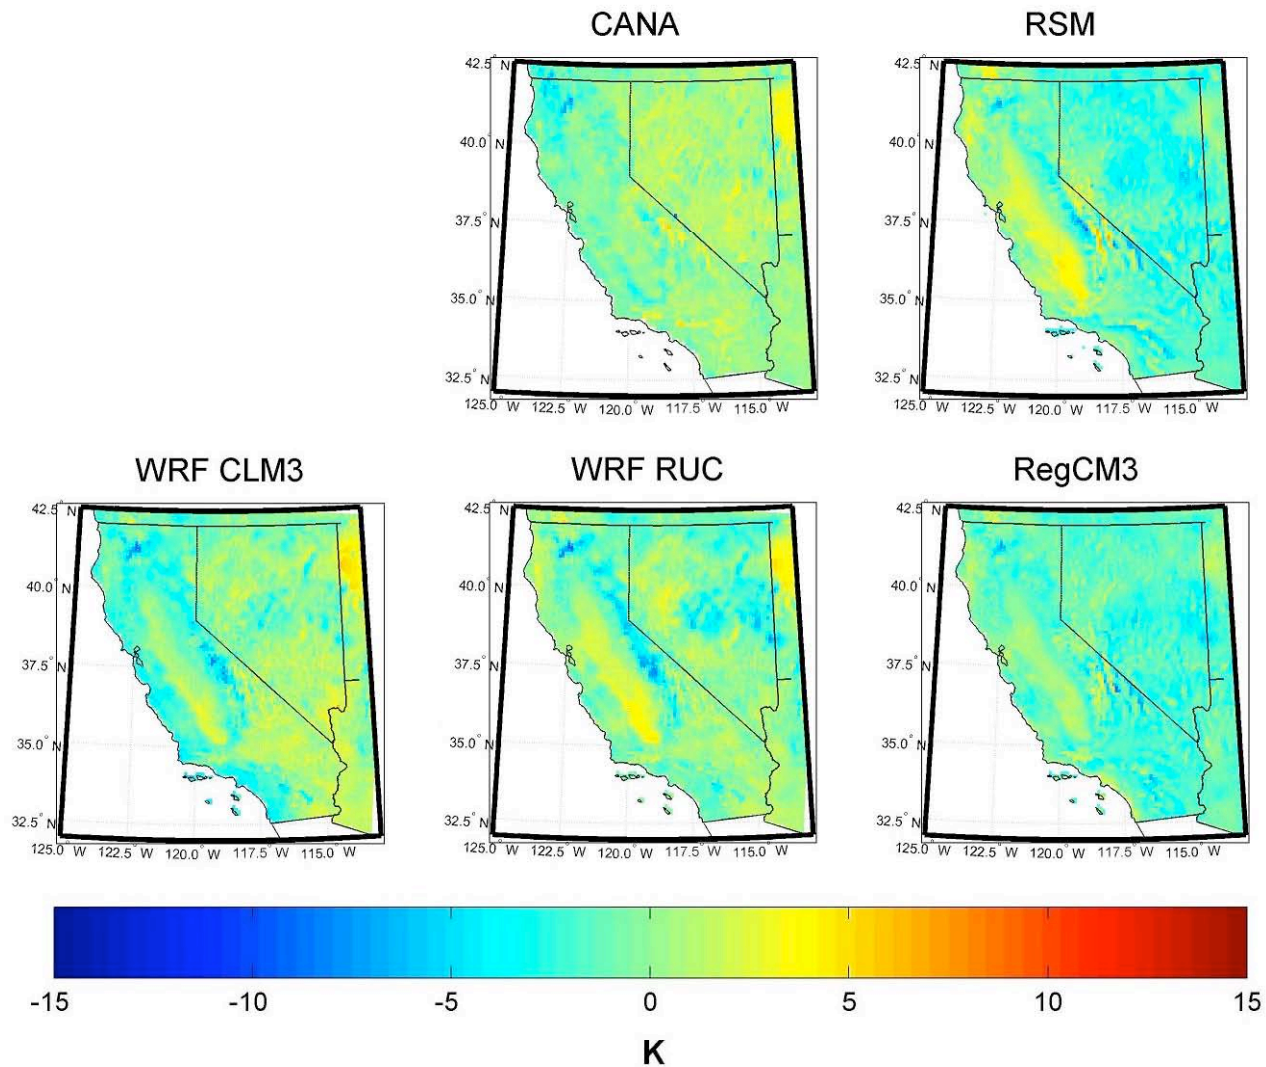 CANA
RSM
42.5° N
40.0° N
37.5° N
35.0° N
32.5° N
125.0° W 122.5° W 120.0° W 117.5° W 115.0° W
42.5° N
40.0° N
37.5° N
35.0° N
32.5° N
125.0° W 122.5° W 120.0° W 117.5° W 115.0° W
WRF CLM3
WRF RUC
RegCM3
42.5° N
40.0° N
37.5° N
35.0° N
32.5° N
125.0° W 122.5° W 120.0° W 117.5° W 115.0° W
42.5° N
40.0° N
37.5° N
35.0° N
32.5° N
125.0° W 122.5° W 120.0° W 117.5° W 115.0° W
42.5° N
40.0° N
37.5° N
35.0° N
32.5° N
125.0° W 122.5° W 120.0° W 117.5° W 115.0° W
-15 -10 -5 0 5 10 15
K